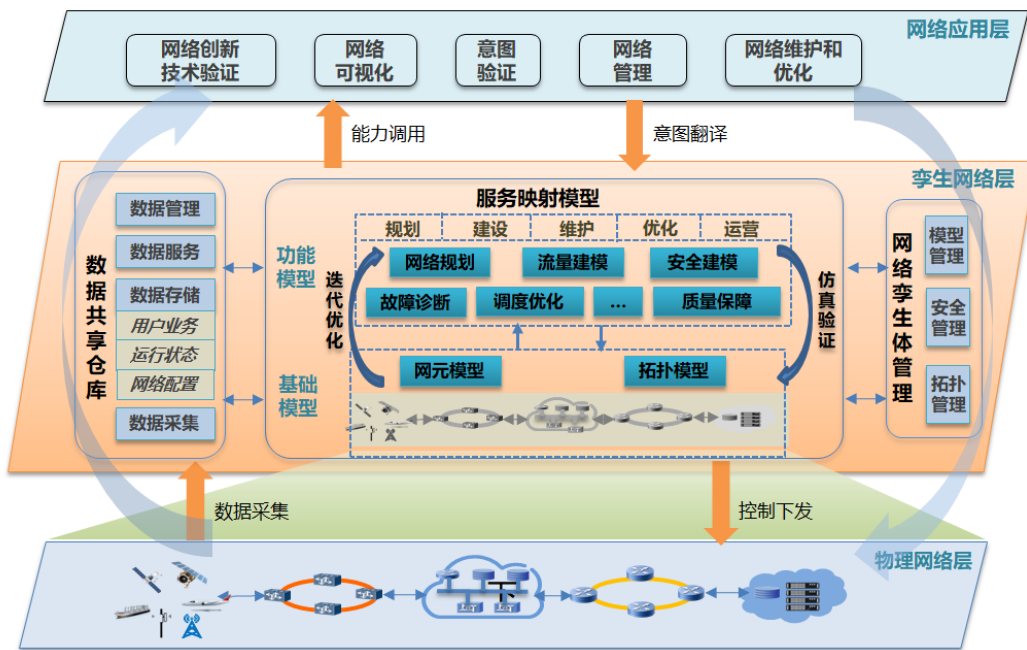 网络应用层
网络创新
技术验证
网络
可视化
意图
验证
网络
管理
网络维护和
优化
能力调用
意图翻译
孪生网络层
数据共享仓库
数据管理
数据服务
数据存储
用户业务
运行状态
网络配置
数据采集
功能
模型
基础
模型
服务映射模型
规划
建设
维护
优化
运营
迭代优化
网络规划
流量建模
安全建模
故障诊断
调度优化
...
质量保障
仿真验证
网元模型
拓扑模型
网络孪生体管理
模型
管理
安全
管理
拓扑
管理
数据采集
控制下发
物理网络层